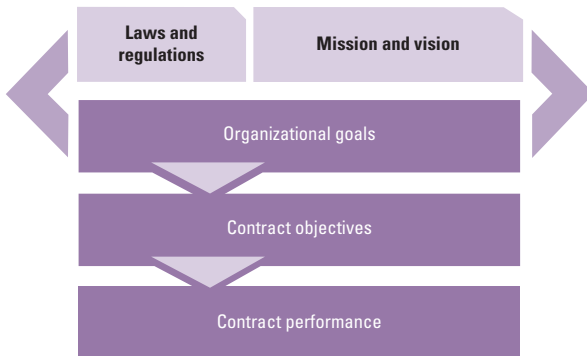 Laws and
regulations
Mission and vision
Organizational goals
Contract objectives
Contract performance